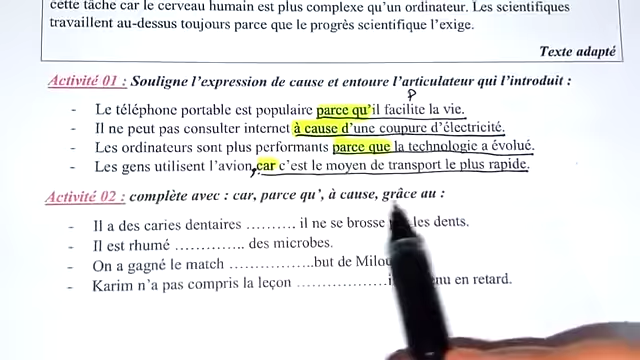 cette tâche car le cerveau humain est plus complexe qu'un ordinateur. Les scientifiques
travaillent au-dessus toujours parce que le progrès scientifique l'exige.
Texte adapté
Activité 01 : Souligne l'expression de cause et entoure l'articulateur qui l'introduit :
P
- Le téléphone portable est populaire parce qu'il facilite la vie.
- Il ne peut pas consulter internet à cause d'une coupure d'électricité.
- Les ordinateurs sont plus performants parce que la technologie a évolué.
- Les gens utilisent l'avion, car c'est le moyen de transport le plus rapide.
Activité 02 : complète avec : car, parce qu', à cause, grâce au :
- Il a des caries dentaires ………. il ne se brosse les dents.
- Il est rhumé …………… des microbes.
- On a gagné le match ……………..but de
- Karim n'a pas compris la leçon ……………… en retard.